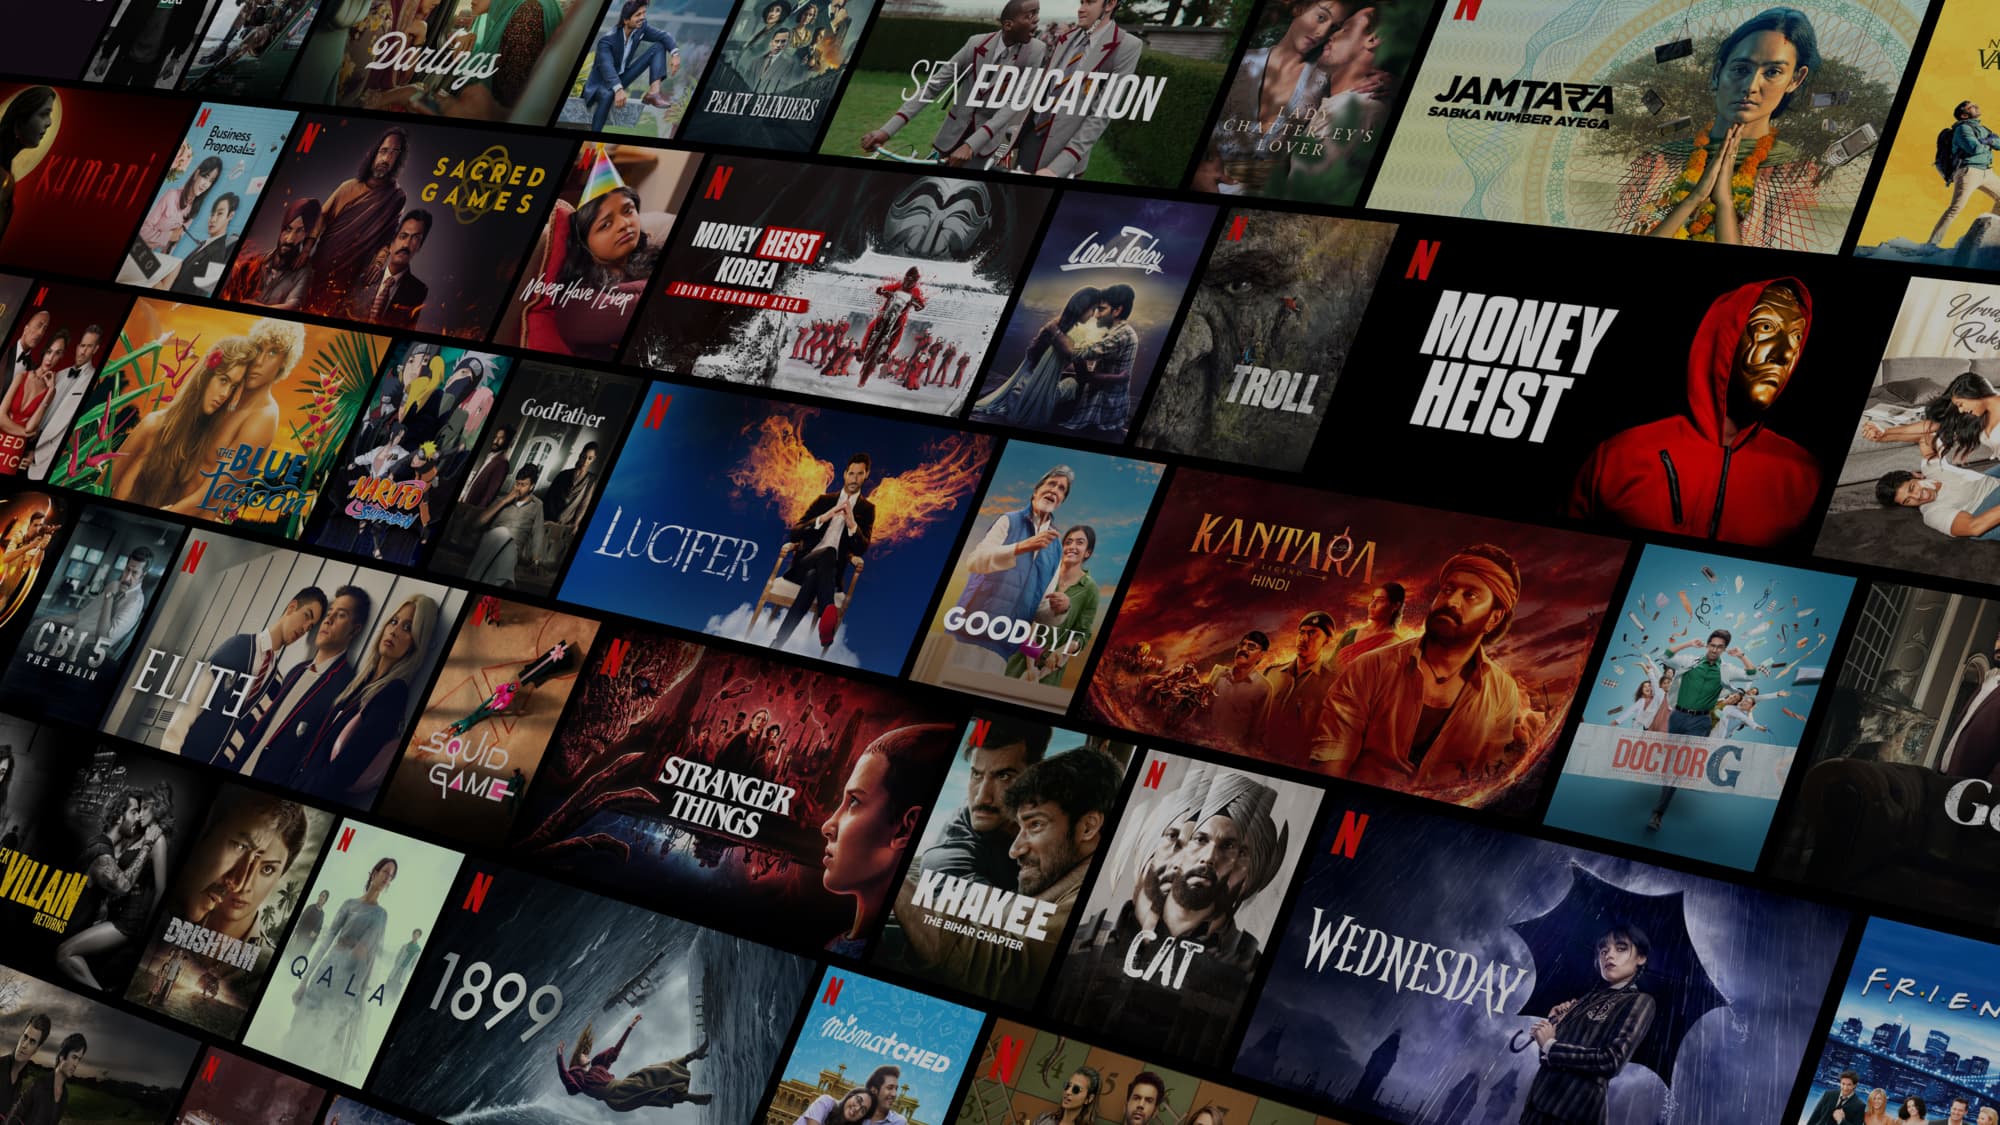 Darlings
PEAKY BLINDERS
SEX EDUCATION
LADY
CHATTERLEY'S
LOVER
N
JAMTARA
SABKA NUMBER AYEGA
kumari
N
Business
Proposal
N
SACRED
GAMES
N
Never Have I Ever
N
MONEY HEIST ·
KOREA
JOINT ECONOMIC AREA
Love Today
N
TROLL
N
MONEY
HEIST
N
THE BLUE
Lagoon
NARUTO
SHIPPUDEN
GodFather
N
LUCIFER
GOODBYE
KANTARA
LEGEND
HINDI
DOCTOR G
CBI 5
THE BRAIN
N
ELITE
N
SQUID
GAME
N
STRANGER
THINGS
N
KHAKEE
THE BIHAR CHAPTER
N
CAT
N
WEDNESDAY
VILLAIN
RETURNS
DRISHYAM
N
QALA
N
1899
N
mismatched
N
N